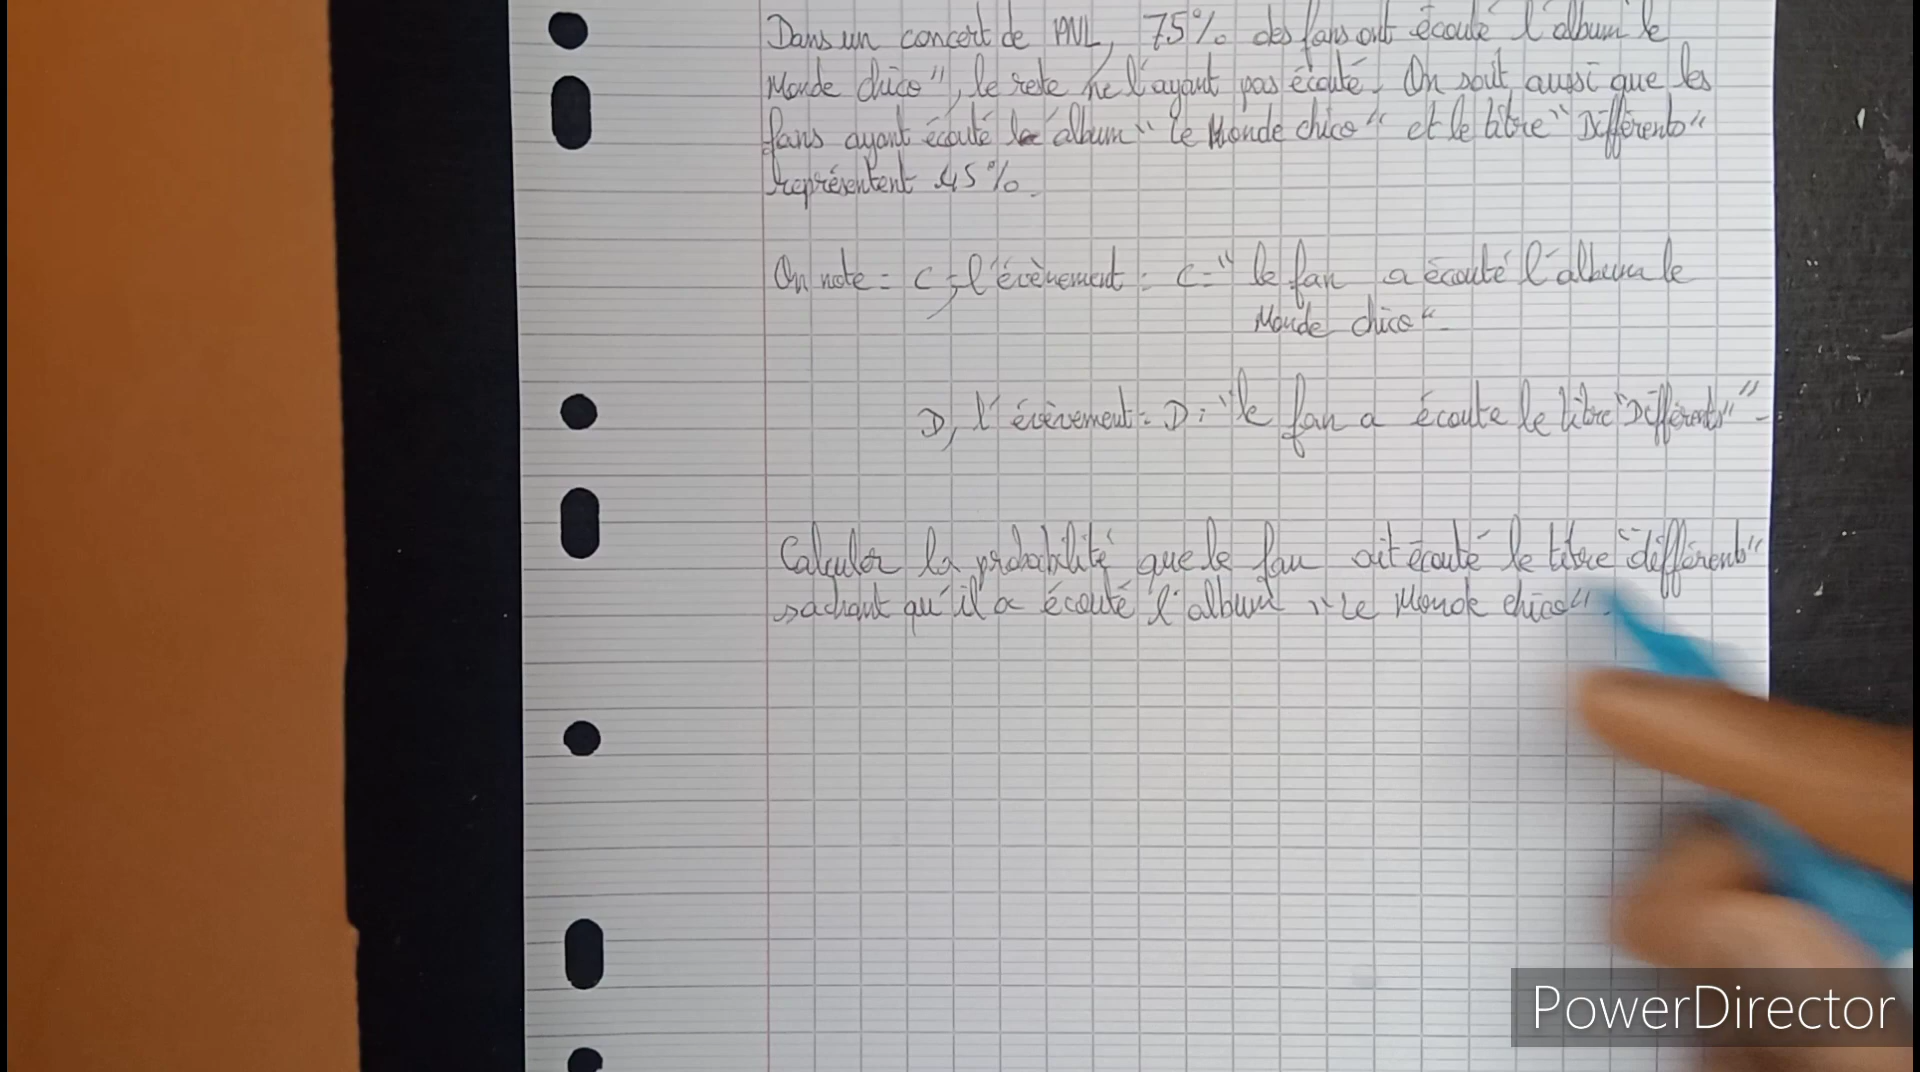 Dans un concert de PNL, 75% des fans ont écouté l'album le
Monde chico", le reste ne l'ayant pas écouté. On sait aussi que les
fans ayant écouté l'album "Le Monde chico" et le titre "Différents"
représentent 45%.
On note = C, l'évènement = C = "le fan a écouté l'album le
Monde chico".
D, l'évènement = D : "le fan a écouté le titre "Différents"".
Calculer la probabilité que le fan ait écouté le titre "différents"
sachant qu'il a écouté l'album "Le Monde chico".
PowerDirector